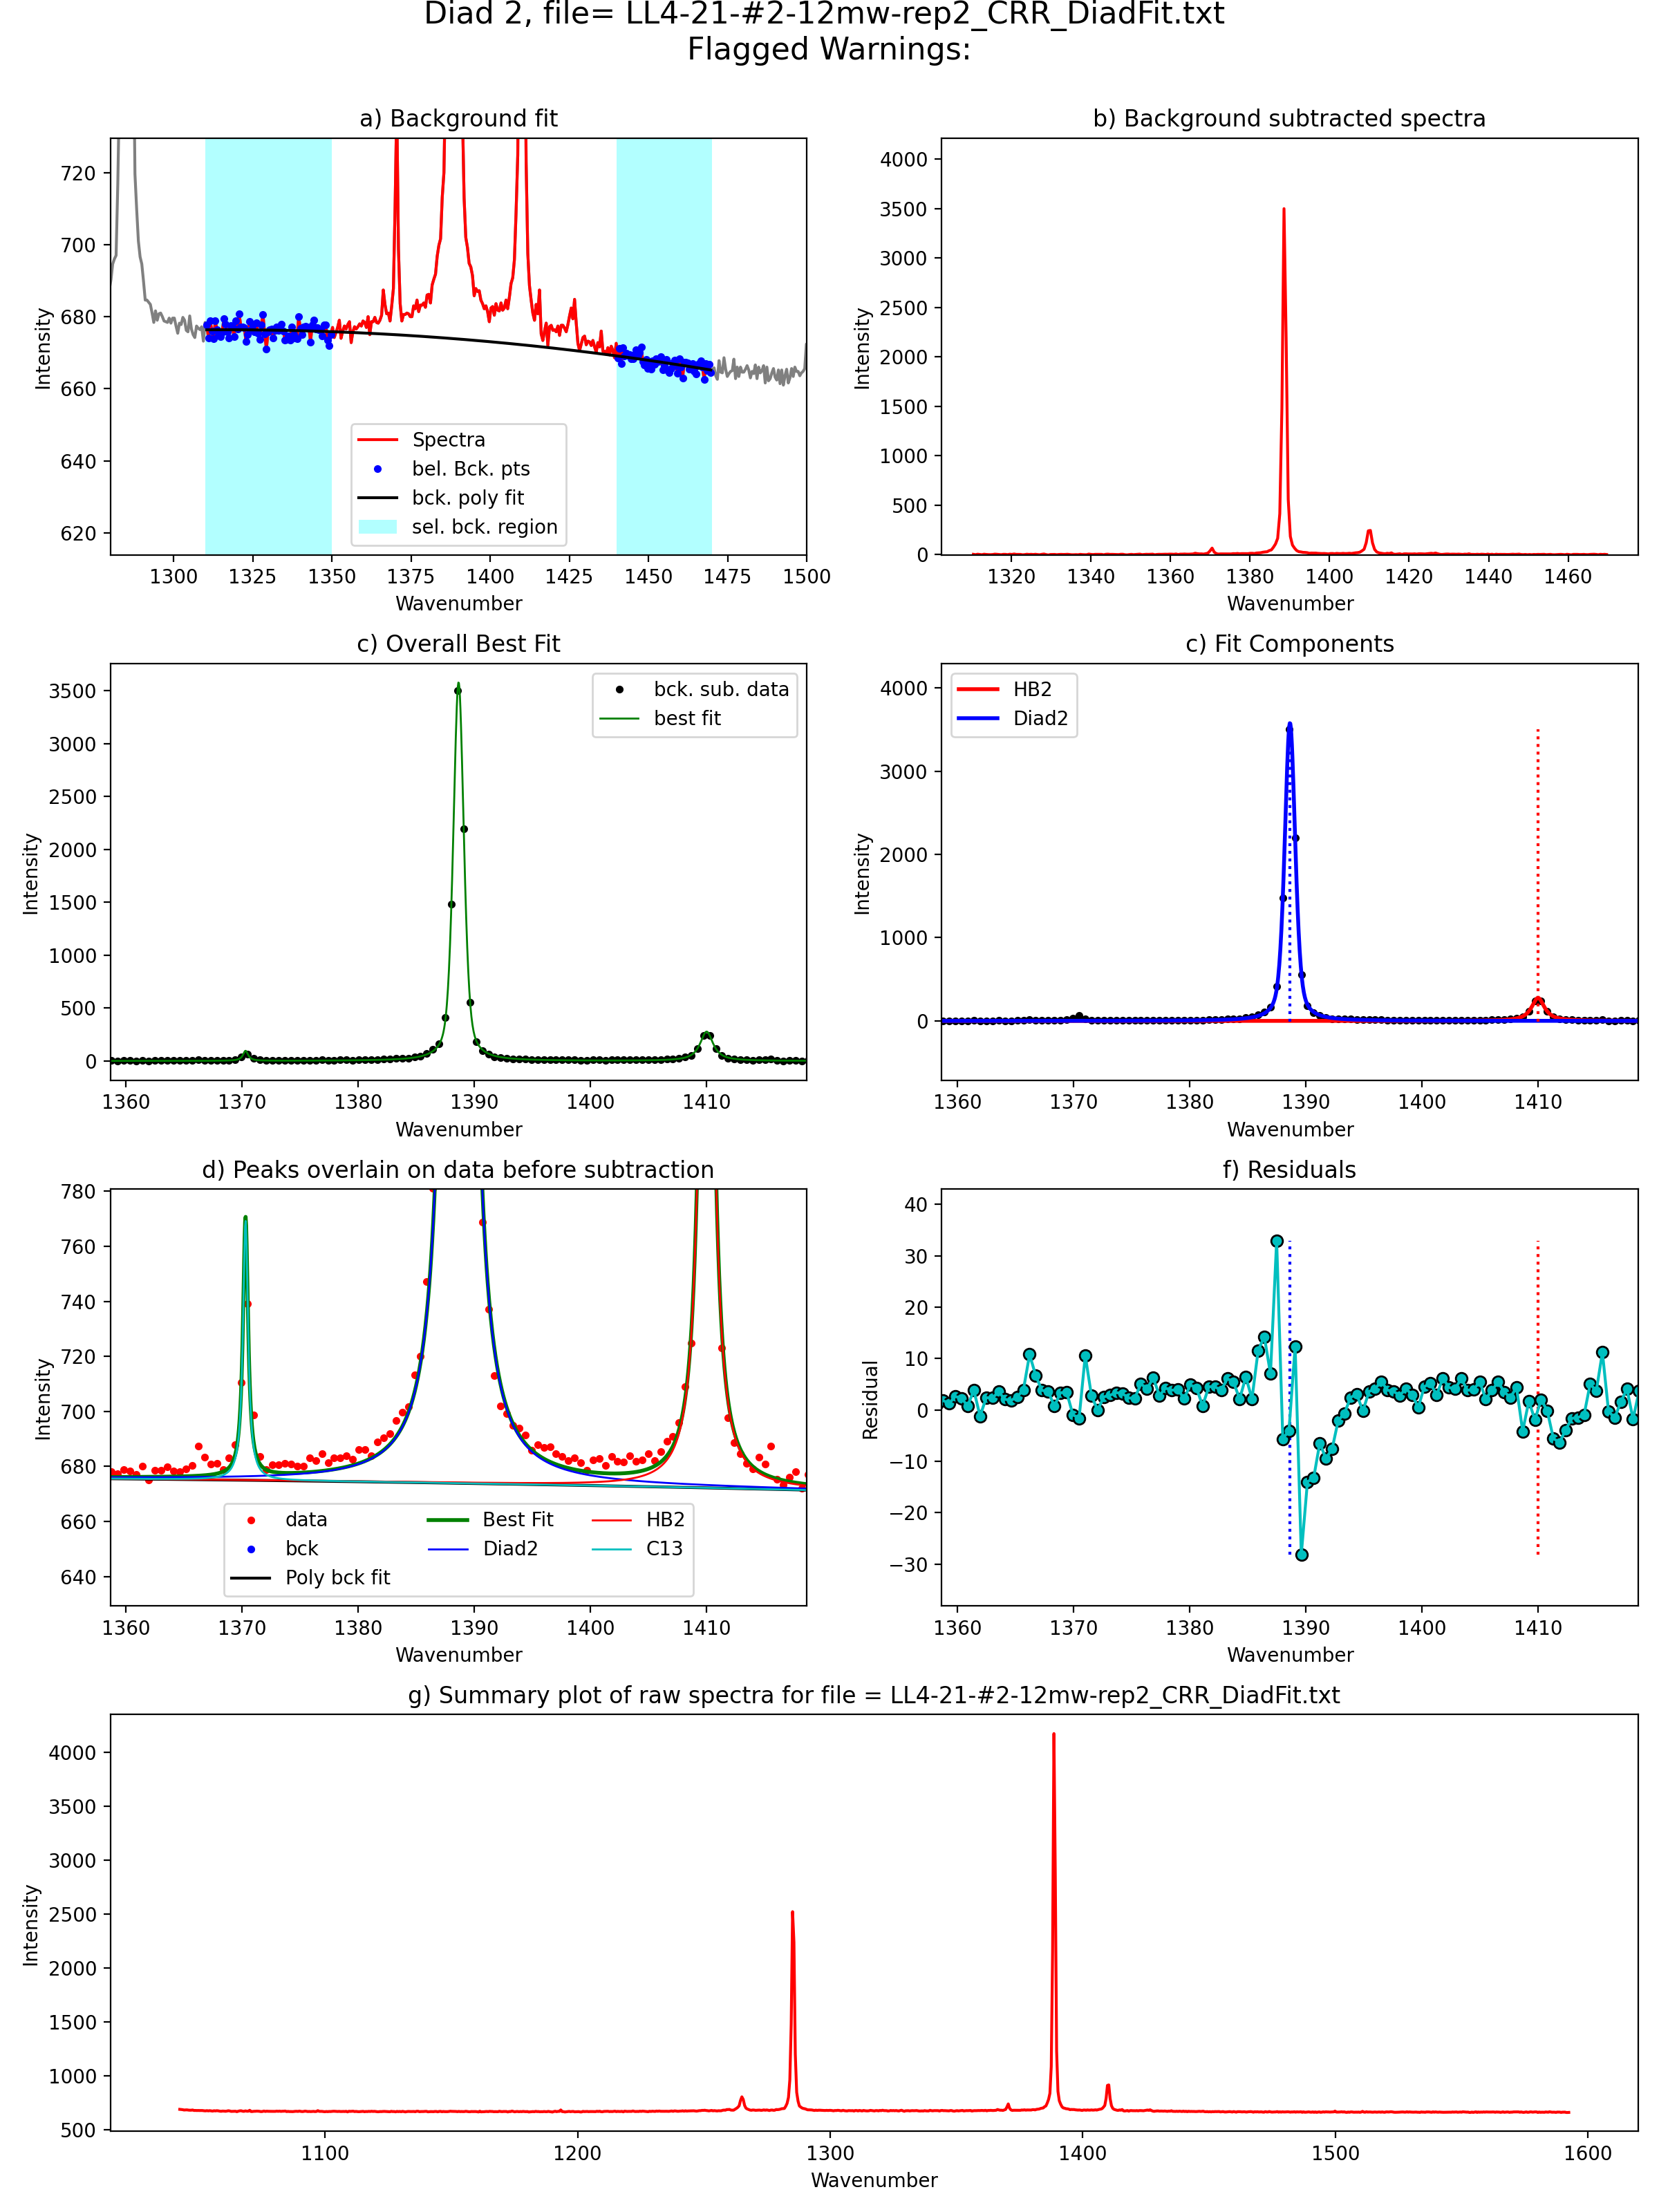 Diad 2, file= LL4-21-#2-12mw-rep2_CRR_DiadFit.txt
Flagged Warnings:
a) Background fit
720
700
680
660
640
620
Intensity
Spectra
bel. Bck. pts
bck. poly fit
sel. bck. region
1300 1325 1350 1375 1400 1425 1450 1475 1500
Wavenumber
b) Background subtracted spectra
4000
3500
3000
2500
2000
1500
1000
500
0
Intensity
1320 1340 1360 1380 1400 1420 1440 1460
Wavenumber
c) Overall Best Fit
3500
3000
2500
2000
1500
1000
500
0
Intensity
bck. sub. data
best fit
1360 1370 1380 1390 1400 1410
Wavenumber
c) Fit Components
4000
3000
2000
1000
0
Intensity
HB2
Diad2
1360 1370 1380 1390 1400 1410
Wavenumber
d) Peaks overlain on data before subtraction
780
760
740
720
700
680
660
640
Intensity
data
bck
Poly bck fit
Best Fit
Diad2
HB2
C13
1360 1370 1380 1390 1400 1410
Wavenumber
f) Residuals
40
30
20
10
0
−10
−20
−30
Residual
1360 1370 1380 1390 1400 1410
Wavenumber
g) Summary plot of raw spectra for file = LL4-21-#2-12mw-rep2_CRR_DiadFit.txt
4000
3500
3000
2500
2000
1500
1000
500
Intensity
1100 1200 1300 1400 1500 1600
Wavenumber